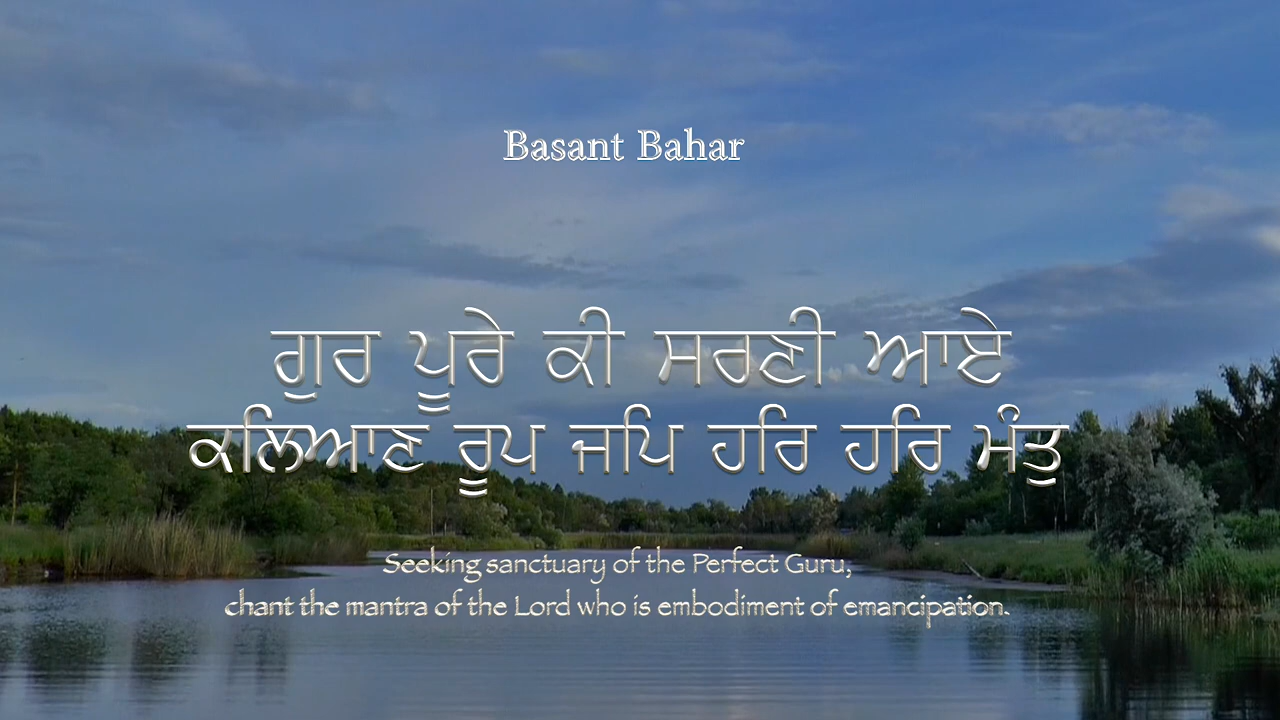 Basant Bahar
ਗੁਰ ਪੂਰੇ ਕੀ ਸਰਣੀ ਆਏ
ਕਲਿਆਣ ਰੂਪ ਜਪਿ ਹਰਿ ਹਰਿ ਮੰਤੁ
Seeking sanctuary of the Perfect Guru,
chant the mantra of the Lord who is embodiment of emancipation.